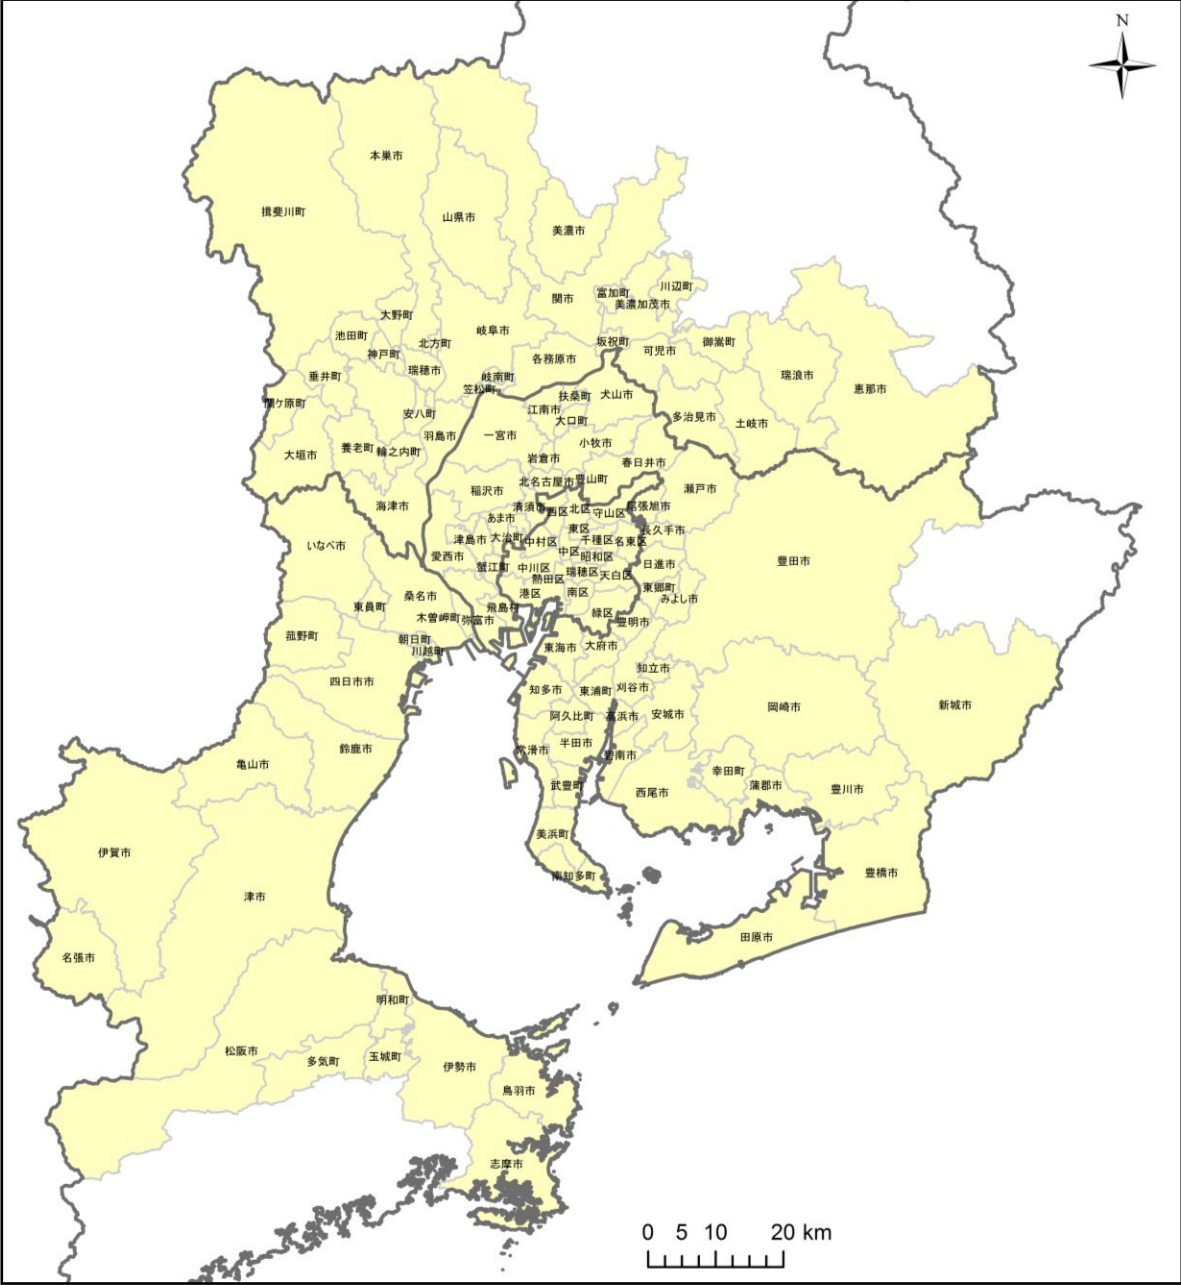 N
本巣市
揖斐川町
山県市
美濃市
川辺町
富加町
関市
美濃加茂市
大野町
岐阜市
池田町
北方町
坂祝町
御嵩町
神戸町
可児市
各務原市
瑞穂市
垂井町
岐南町
瑞浪市
笠松町
恵那市
扶桑町
犬山市
関ケ原町
江南市
安八町
大口町
多治見市
土岐市
羽島市
一宮市
小牧市
養老町
輪之内町
大垣市
岩倉市
春日井市
北名古屋市
豊山町
瀬戸市
稲沢市
海津市
清須市
西区
北区
守山区
尾張旭市
あま市
東区
長久手市
津島市
大治町
中村区
千種区
名東区
いなべ市
中区
愛西市
昭和区
豊田市
日進市
蟹江町
中川区
瑞穂区
天白区
熱田区
東郷町
桑名市
港区
南区
みよし市
東員町
飛島村
緑区
木曽岬町
弥富市
豊明市
菰野町
朝日町
川越町
東海市
大府市
知立市
四日市市
知多市
東浦町
刈谷市
岡崎市
新城市
阿久比町
高浜市
安城市
半田市
鈴鹿市
常滑市
碧南市
亀山市
幸田町
武豊町
蒲郡市
豊川市
西尾市
美浜町
伊賀市
豊橋市
南知多町
津市
田原市
名張市
明和町
松阪市
多気町
玉城町
伊勢市
鳥羽市
志摩市
0 5 10 20 km